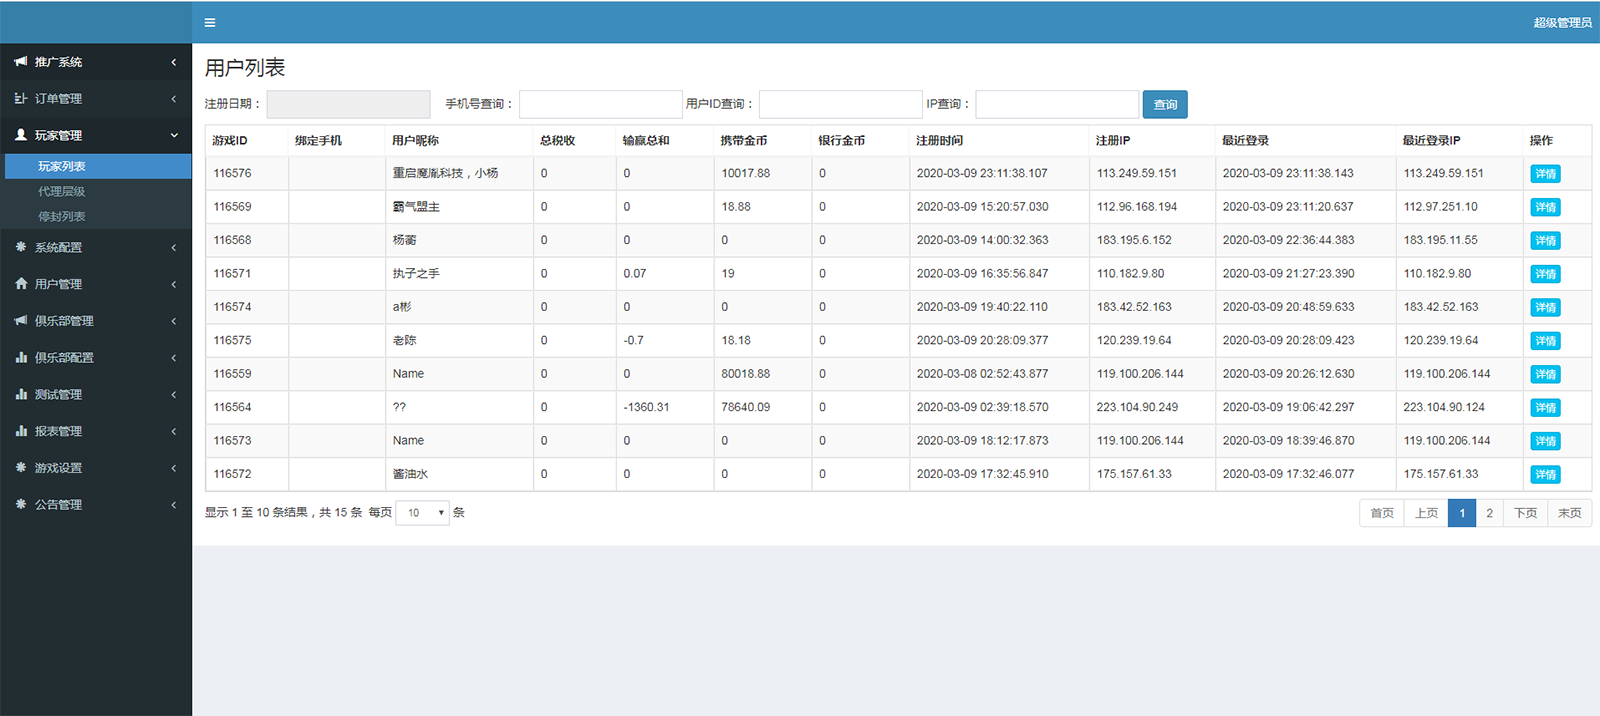 超级管理员
推广系统
订单管理
玩家管理
玩家列表
代理层级
停封列表
系统配置
用户管理
俱乐部管理
俱乐部配置
测试管理
报表管理
游戏设置
公告管理
用户列表
注册日期： 手机号查询： 用户ID查询： IP查询： 查询
游戏ID 绑定手机 用户昵称 总税收 输赢总和 携带金币 银行金币 注册时间 注册IP 最近登录 最近登录IP 操作
116576 重启魔胤科技，小杨 0 0 10017.88 0 2020-03-09 23:11:38.107 113.249.59.151 2020-03-09 23:11:38.143 113.249.59.151 详情
116569 霸气盟主 0 0 18.88 0 2020-03-09 15:20:57.030 112.96.168.194 2020-03-09 23:11:20.637 112.97.251.10 详情
116568 杨 0 0 0 0 2020-03-09 14:00:32.363 183.195.6.152 2020-03-09 22:36:44.383 183.195.11.55 详情
116571 执子之手 0 0.07 19 0 2020-03-09 16:35:56.847 110.182.9.80 2020-03-09 21:27:23.390 110.182.9.80 详情
116574 a彬 0 0 0 0 2020-03-09 19:40:22.110 183.42.52.163 2020-03-09 20:48:59.633 183.42.52.163 详情
116575 老陈 0 -0.7 18.18 0 2020-03-09 20:28:09.377 120.239.19.64 2020-03-09 20:28:09.423 120.239.19.64 详情
116559 Name 0 0 80018.88 0 2020-03-08 02:52:43.877 119.100.206.144 2020-03-09 20:26:12.630 119.100.206.144 详情
116564 ?? 0 -1360.31 78640.09 0 2020-03-09 02:39:18.570 223.104.90.249 2020-03-09 19:06:42.297 223.104.90.124 详情
116573 Name 0 0 0 0 2020-03-09 18:12:17.873 119.100.206.144 2020-03-09 18:39:46.870 119.100.206.144 详情
116572 酱油水 0 0 0 0 2020-03-09 17:32:45.910 175.157.61.33 2020-03-09 17:32:46.077 175.157.61.33 详情
显示 1 至 10 条结果，共 15 条 每页 10 条 首页 上页 1 2 下页 末页